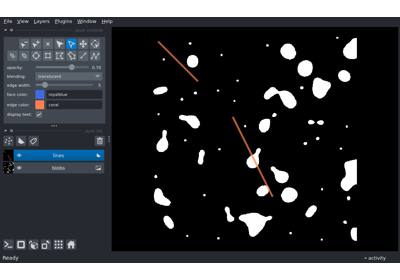 File View Layers Plugins Window Help
opacity: 0.70
blending: translucent
edge width: 5
face color: royalblue
edge color: coral
display text:
lines
blobs
Ready
activity